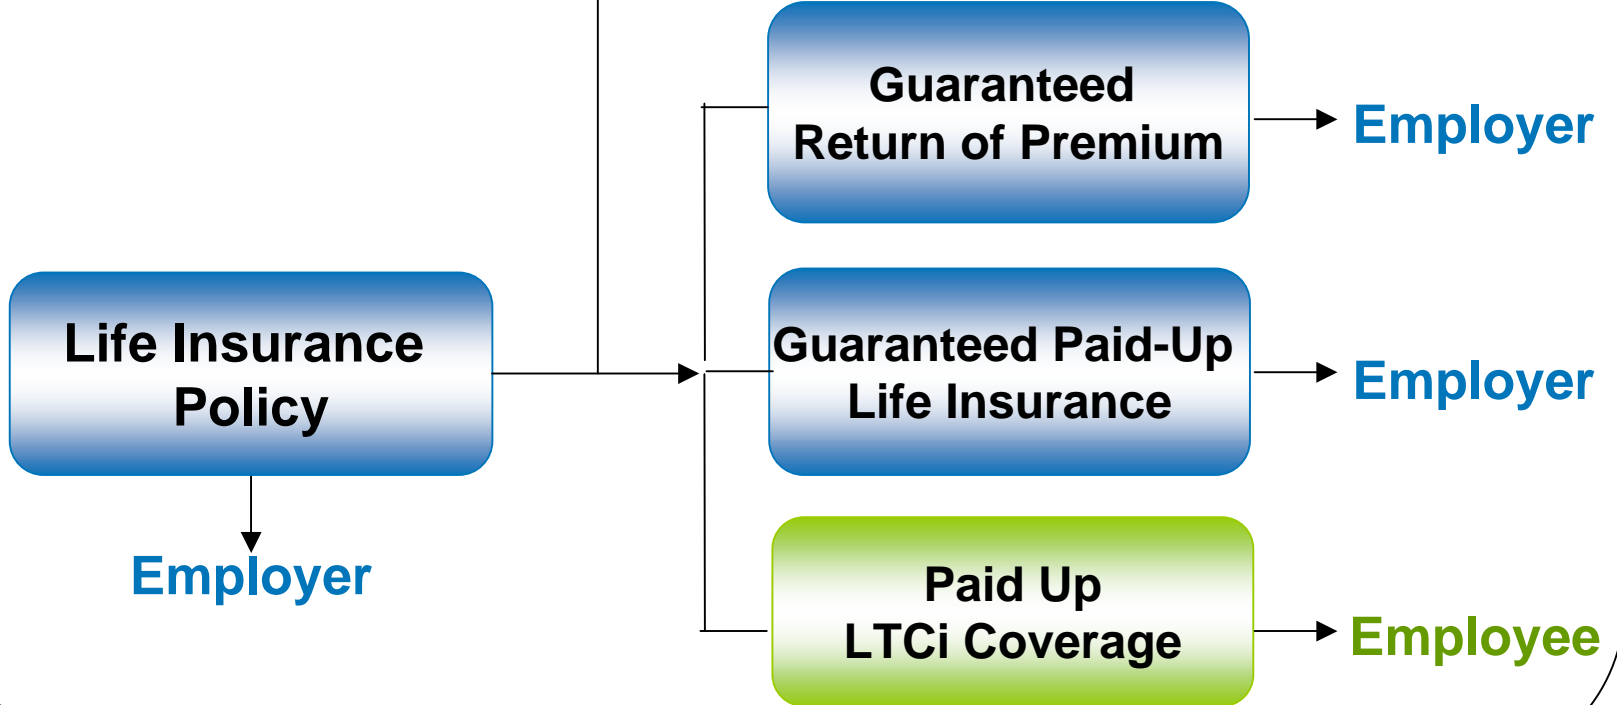 Guaranteed
Return of Premium
Employer
Life Insurance
Policy
Guaranteed Paid-Up
Life Insurance
Employer
Employer
Paid Up
LTCi Coverage
Employee